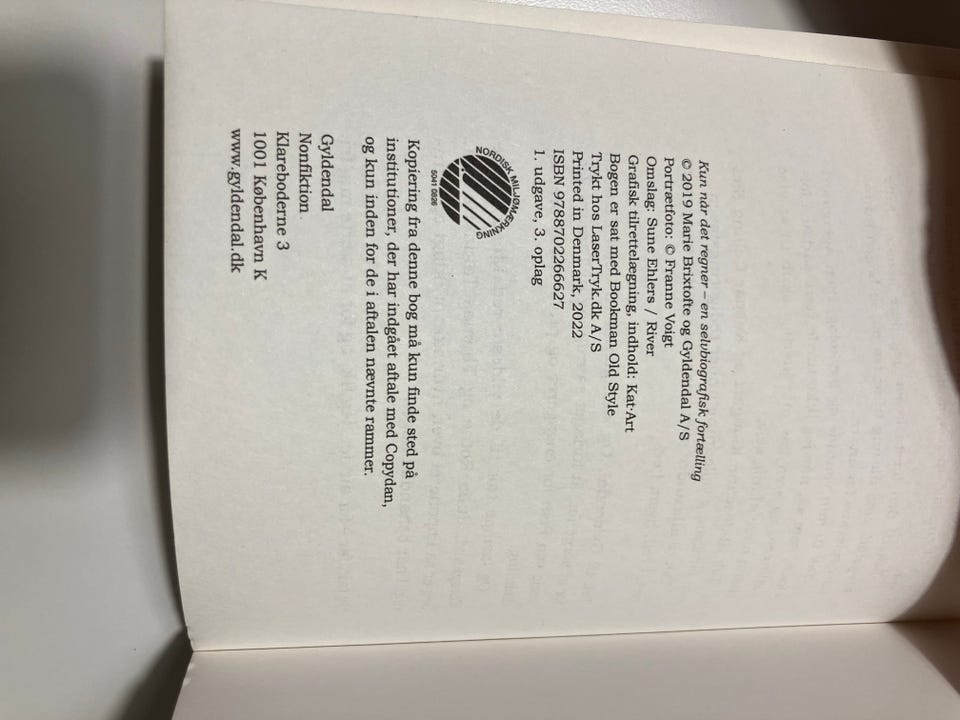 Kun når det regner – en selvbiografisk fortælling
© 2019 Marie Brixtofte og Gyldendal A/S
Portrætfoto: © Franne Voigt
Omslag: Sune Ehlers / River
Grafisk tilrettelægning, indhold: Kat·Art
Bogen er sat med Bookman Old Style
Trykt hos LaserTryk.dk A/S
Printed in Denmark, 2022
ISBN 9788702266627
1. udgave, 3. oplag
NORDISK MILJØMÆRKNING
5041 0826
Kopiering fra denne bog må kun finde sted på
institutioner, der har indgået aftale med Copydan,
og kun inden for de i aftalen nævnte rammer.
Gyldendal
Nonfiktion
Klareboderne 3
1001 København K
www.gyldendal.dk